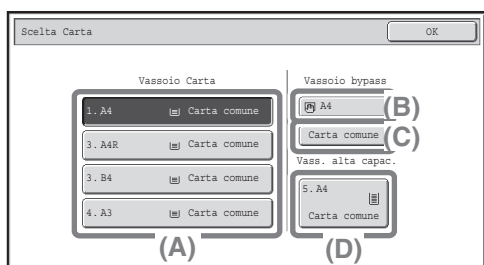 Scelta Carta
OK
Vassoio Carta
1. A4 Carta comune
3. A4R Carta comune
3. B4 Carta comune
4. A3 Carta comune
(A)
Vassoio bypass
A4
(B)
Carta comune
(C)
Vass. alta capac.
5. A4
Carta comune
(D)